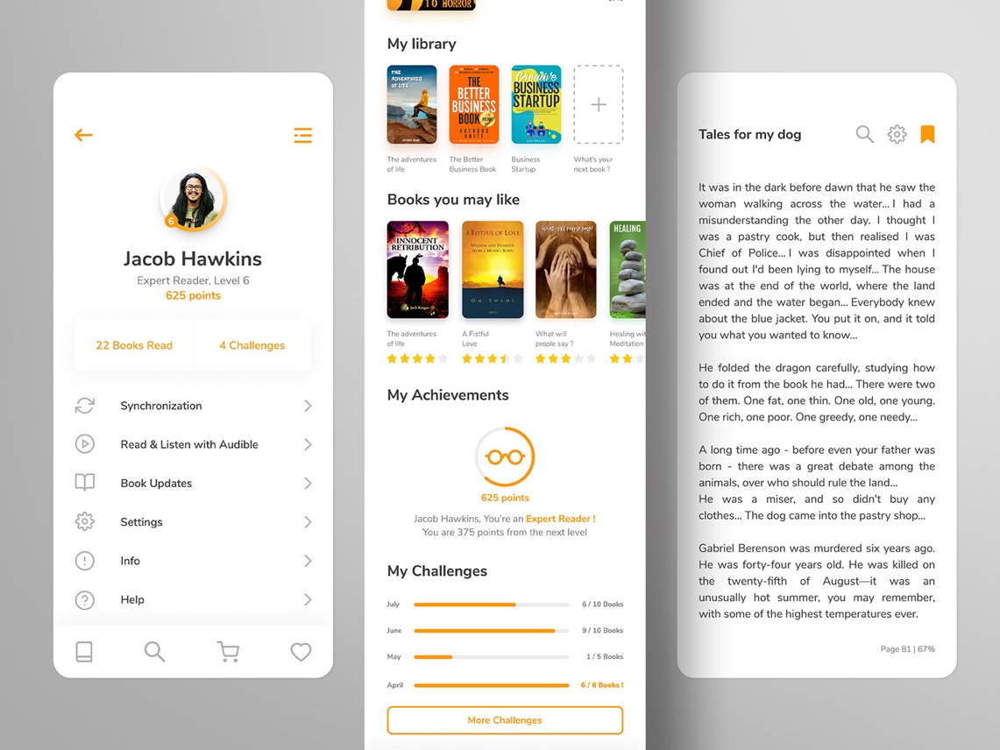 6
Jacob Hawkins
Expert Reader, Level 6
625 points
22 Books Read
4 Challenges
Synchronization
Read & Listen with Audible
Book Updates
Settings
Info
Help
TO HORROR
My library
THE
ADVENTURES
OF LIFE
THE
BETTER
BUSINESS
BOOK
AUTHORS
UNITE
Creative
BUSINESS
STARTUP
The adventures
of life
The Better
Business Book
Business
Startup
What's your
next book ?
Books you may like
INNOCENT
RETRIBUTION
Jack Keogue
A FISTFUL OF LOVE
WISDOM AND HUMOUR
FROM A MONK'S BOWL
OM SWAMI
What will people say?
HEALING
The adventures
of life
A Fistful
Love
What will
prople say ?
Healing wit
Meditation
My Achievements
625 points
Jacob Hawkins, You're an Expert Reader !
You are 375 points from the next level
My Challenges
July
6 / 10 Books
June
9 / 10 Books
May
1 / 5 Books
April
6 / 6 Books !
More Challenges
Tales for my dog
It was in the dark before dawn that he saw the
woman walking across the water... I had a
misunderstanding the other day. I thought I
was a pastry cook, but then realised I was
Chief of Police... I was disappointed when I
found out I'd been lying to myself... The house
was at the end of the world, where the land
ended and the water began... Everybody knew
about the blue jacket. You put it on, and it told
you what you wanted to know...
He folded the dragon carefully, studying how
to do it from the book he had... There were two
of them. One fat, one thin. One old, one young.
One rich, one poor. One greedy, one needy...
A long time ago - before even your father was
born - there was a great debate among the
animals, over who should rule the land...
He was a miser, and so didn't buy any
clothes... The dog came into the pastry shop...
Gabriel Berenson was murdered six years ago.
He was forty-four years old. He was killed on
the twenty-fifth of August—it was an
unusually hot summer, you may remember,
with some of the highest temperatures ever.
Page 81 | 67%